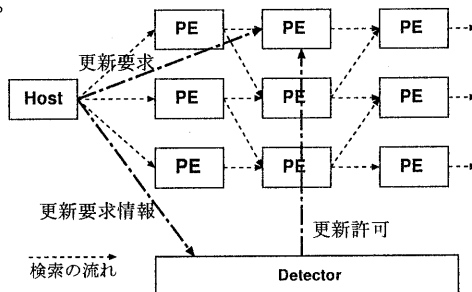 。
PE PE PE
更新要求
Host PE PE PE
PE PE PE
更新要求情報
更新許可
検索の流れ
Detector